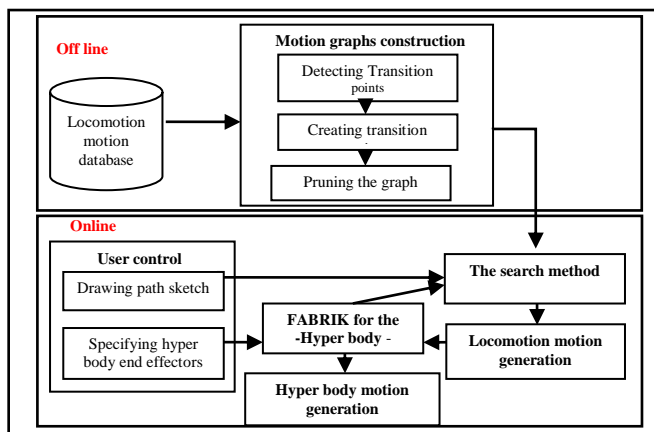 Off line
Locomotion
motion
database
Motion graphs construction
Detecting Transition
points
Creating transition
.
Pruning the graph
Online
User control
Drawing path sketch
Specifying hyper
body end effectors
FABRIK for the
-Hyper body -
Hyper body motion
generation
The search method
Locomotion motion
generation